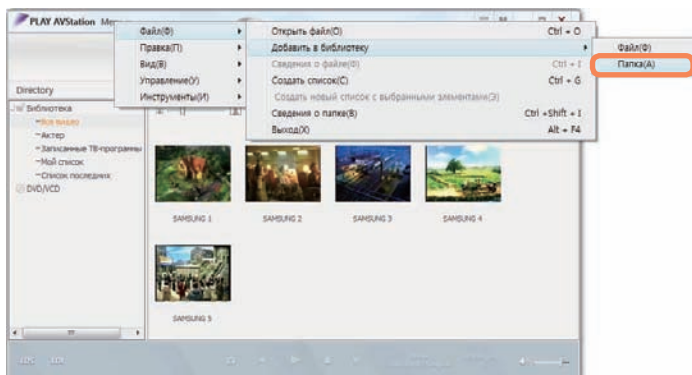 PLAY AVStation Menu
Файл(Ф)
Правка(П)
Вид(В)
Управление(У)
Инструменты(И)
Открыть файл(О) Ctrl + O
Добавить в библиотеку
Сведения о файле(Ф) Ctrl + I
Создать список(С) Ctrl + G
Создать новый список с выбранными элементами(Э)
Сведения о папке(В) Ctrl +Shift + I
Выход(Х) Alt + F4
Файл(Ф)
Папка(А)
Directory
Библиотека
Все видео
Актер
Записанные ТВ-программы
Мой список
Список последних
DVD/VCD
SAMSUNG 1
SAMSUNG 2
SAMSUNG 3
SAMSUNG 4
SAMSUNG 5
EDS